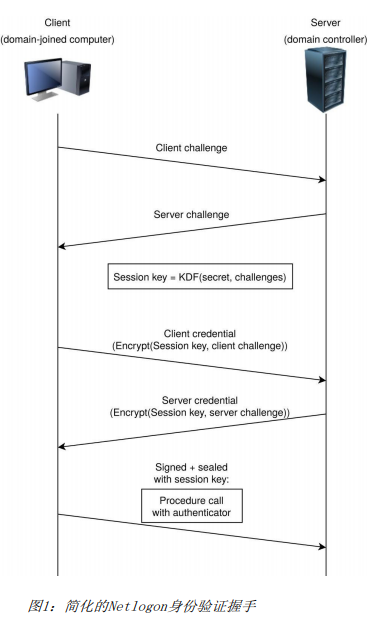 Client
(domain-joined computer)
Server
(domain controller)
Client challenge
Server challenge
Session key = KDF(secret, challenges)
Client credential
(Encrypt(Session key, client challenge))
Server credential
(Encrypt(Session key, server challenge))
Signed + sealed
with session key:
Procedure call
with authenticator
图1：简化的Netlogon身份验证握手